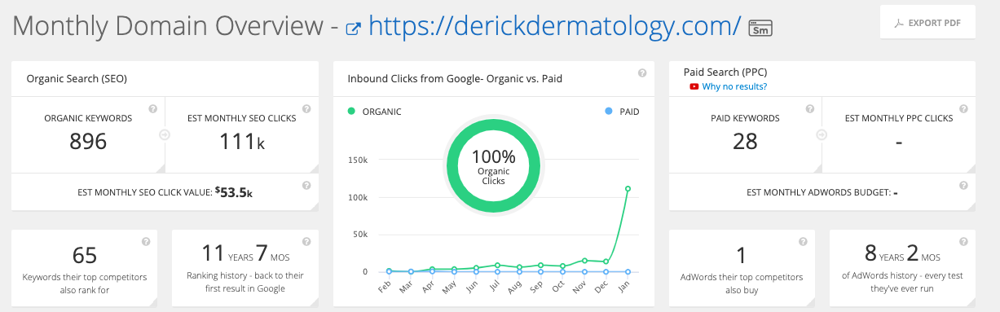 Monthly Domain Overview - https://derickdermatology.com/ Sm
EXPORT PDF
Organic Search (SEO)
ORGANIC KEYWORDS
896
EST MONTHLY SEO CLICKS
111k
EST MONTHLY SEO CLICK VALUE: $53.5k
65
Keywords their top competitors
also rank for
11 YEARS 7 MOS
Ranking history - back to their
first result in Google
Inbound Clicks from Google- Organic vs. Paid
ORGANIC
PAID
100%
Organic
Clicks
150k
100k
50k
0
Feb Mar Apr May Jun Jul Aug Sep Oct Nov Dec Jan
Paid Search (PPC)
Why no results?
PAID KEYWORDS
28
EST MONTHLY PPC CLICKS
-
EST MONTHLY ADWORDS BUDGET: -
1
AdWords their top competitors
also buy
8 YEARS 2 MOS
of AdWords history - every test
they've ever run